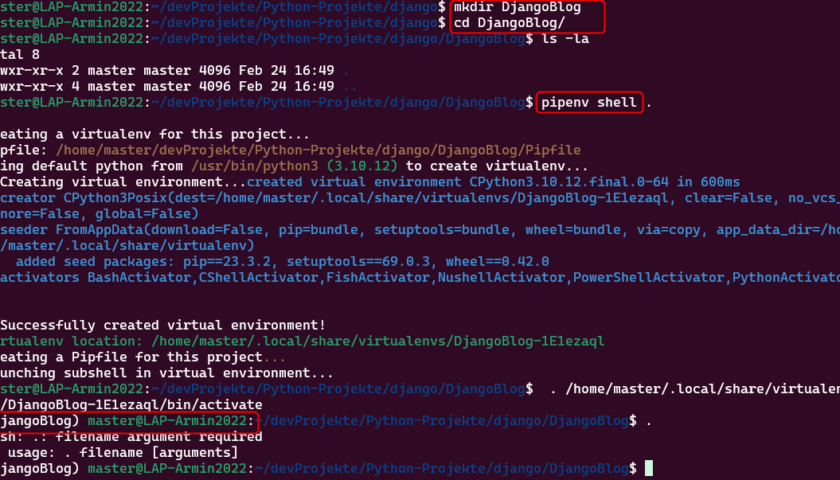 ster@LAP-Armin2022:~/devProjekte/Python-Projekte/django$ mkdir DjangoBlog
ster@LAP-Armin2022:~/devProjekte/Python-Projekte/django$ cd DjangoBlog/
ster@LAP-Armin2022:~/devProjekte/Python-Projekte/django/DjangoBlog$ ls -la
tal 8
wxr-xr-x 2 master master 4096 Feb 24 16:49 .
wxr-xr-x 4 master master 4096 Feb 24 16:49 ..
ster@LAP-Armin2022:~/devProjekte/Python-Projekte/django/DjangoBlog$ pipenv shell .
eating a virtualenv for this project...
pfile: /home/master/devProjekte/Python-Projekte/django/DjangoBlog/Pipfile
ing default python from /usr/bin/python3 (3.10.12) to create virtualenv...
Creating virtual environment...created virtual environment CPython3.10.12.final.0-64 in 600ms
creator CPython3Posix(dest=/home/master/.local/share/virtualenvs/DjangoBlog-1E1ezaql, clear=False, no_vcs_
nore=False, global=False)
seeder FromAppData(download=False, pip=bundle, setuptools=bundle, wheel=bundle, via=copy, app_data_dir=/ho
/master/.local/share/virtualenv)
added seed packages: pip==23.3.2, setuptools==69.0.3, wheel==0.42.0
activators BashActivator,CShellActivator,FishActivator,NushellActivator,PowerShellActivator,PythonActivato
Successfully created virtual environment!
rtualenv location: /home/master/.local/share/virtualenvs/DjangoBlog-1E1ezaql
eating a Pipfile for this project...
unching subshell in virtual environment...
ster@LAP-Armin2022:~/devProjekte/Python-Projekte/django/DjangoBlog$  . /home/master/.local/share/virtualen
/DjangoBlog-1E1ezaql/bin/activate
jangoBlog) master@LAP-Armin2022:~/devProjekte/Python-Projekte/django/DjangoBlog$ .
sh: .: filename argument required
usage: . filename [arguments]
jangoBlog) master@LAP-Armin2022:~/devProjekte/Python-Projekte/django/DjangoBlog$